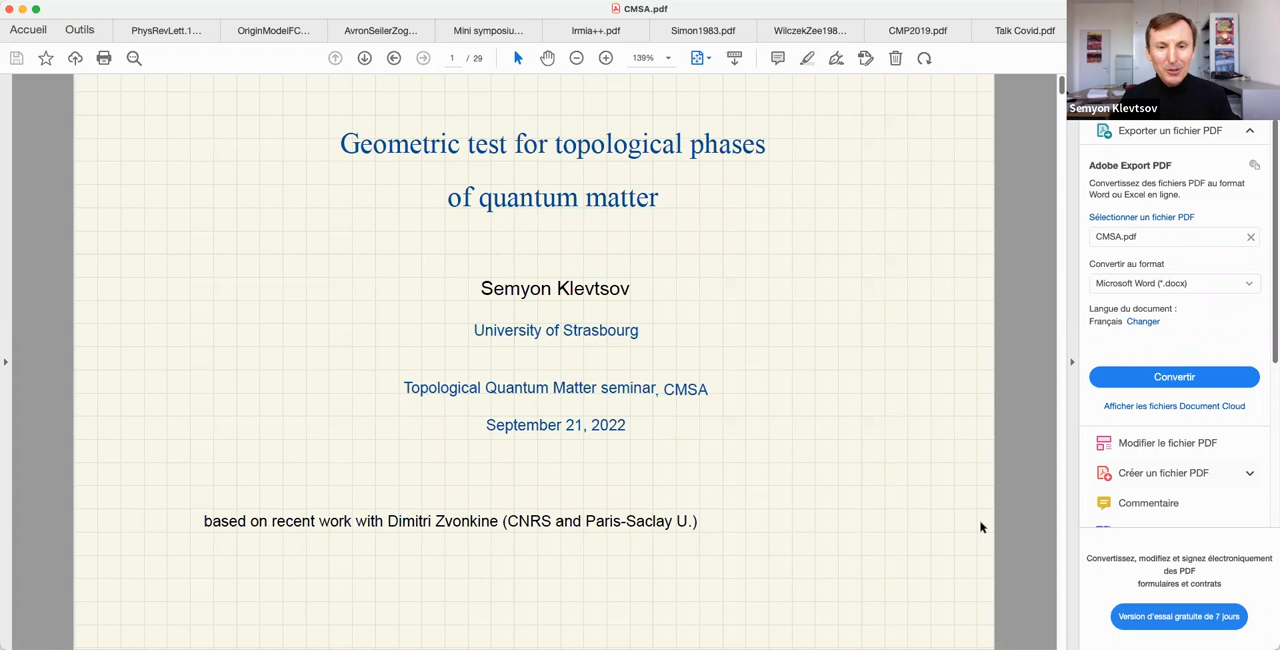 CMSA.pdf
Accueil
Outils
PhysRevLett.1...
OriginModelFC...
AvronSeilerZog...
Mini symposiu...
Irmia++.pdf
Simon1983.pdf
WilczekZee198...
CMP2019.pdf
Talk Covid.pdf
1 / 29
139%
Geometric test for topological phases
of quantum matter
Semyon Klevtsov
University of Strasbourg
Topological Quantum Matter seminar, CMSA
September 21, 2022
based on recent work with Dimitri Zvonkine (CNRS and Paris-Saclay U.)
Semyon Klevtsov
Exporter un fichier PDF
Adobe Export PDF
Convertissez des fichiers PDF au format
Word ou Excel en ligne.
Sélectionner un fichier PDF
CMSA.pdf
Convertir au format
Microsoft Word (*.docx)
Langue du document :
Français Changer
Convertir
Afficher les fichiers Document Cloud
Modifier le fichier PDF
Créer un fichier PDF
Commentaire
Convertissez, modifiez et signez électroniquement
des PDF
formulaires et contrats
Version d'essai gratuite de 7 jours